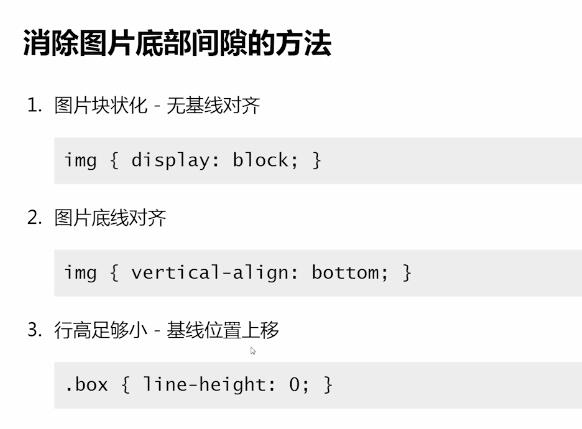 消除图片底部间隙的方法
1. 图片块状化 - 无基线对齐
img { display: block; }
2. 图片底线对齐
img { vertical-align: bottom; }
3. 行高足够小 - 基线位置上移
.box { line-height: 0; }